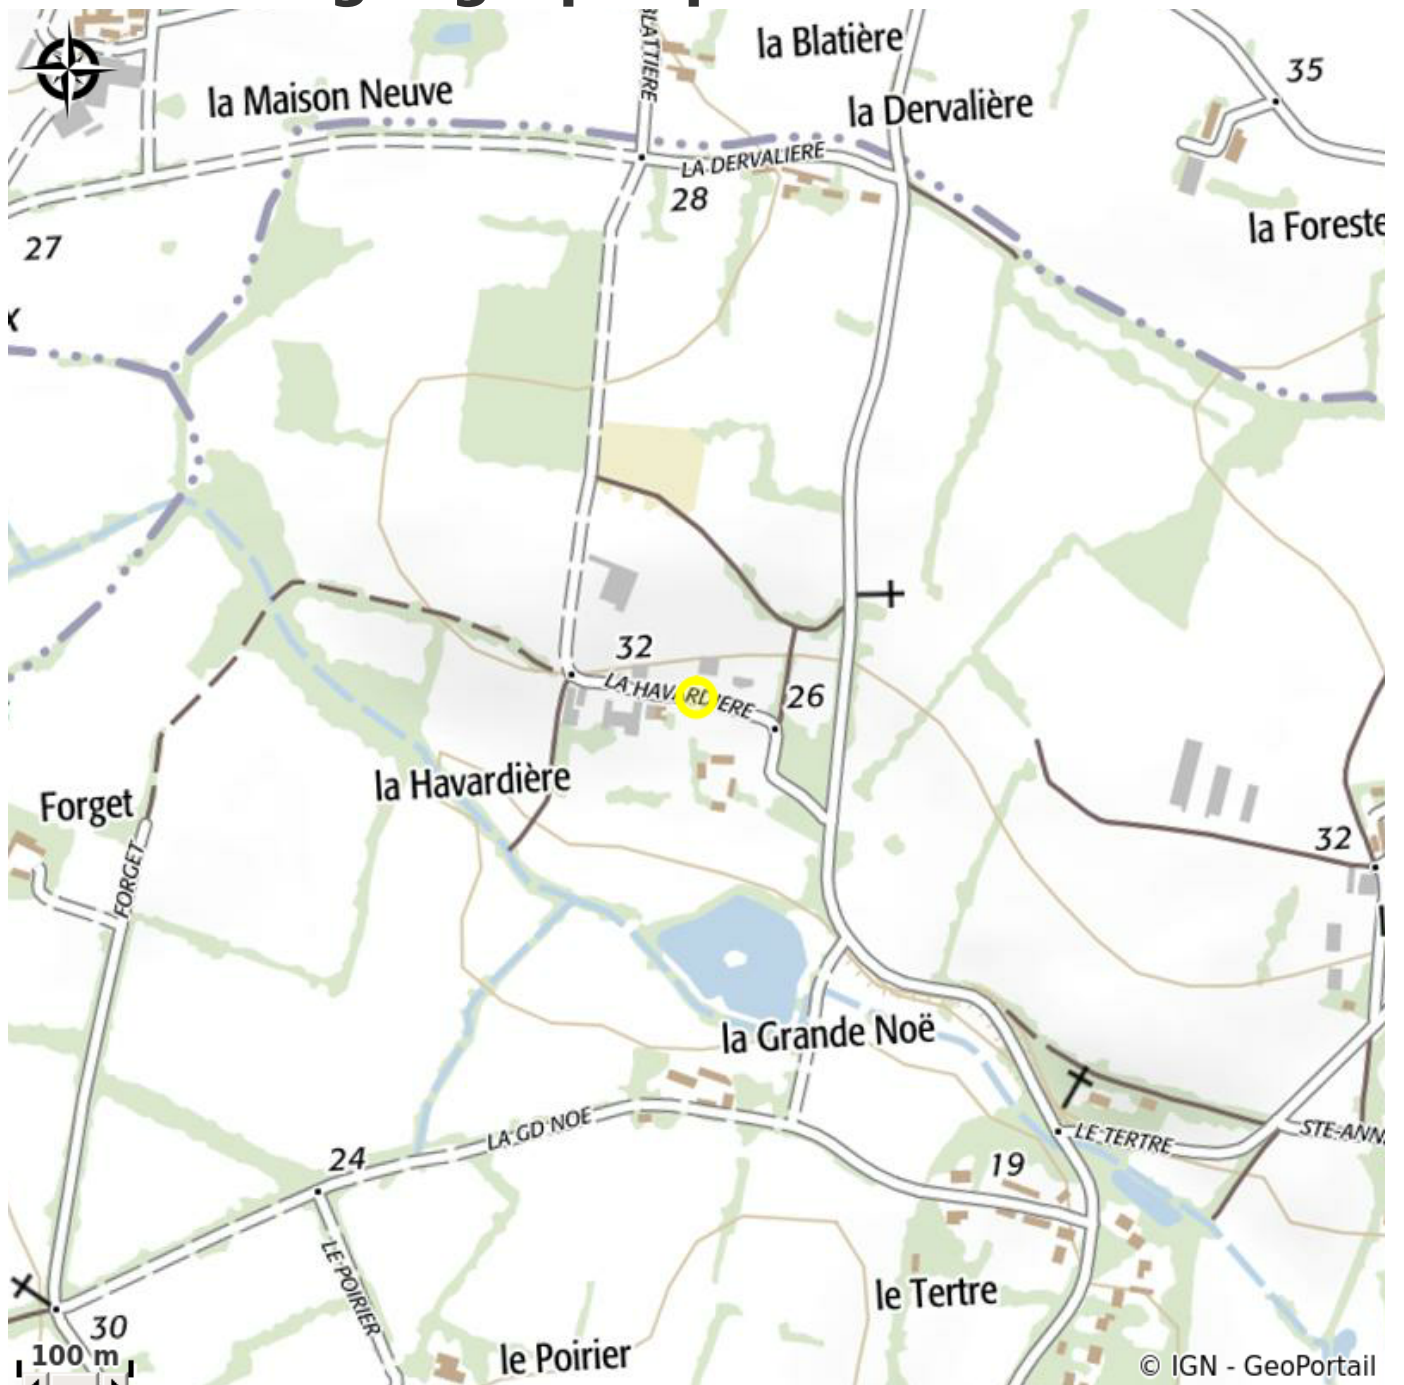 la Blatière
BLATTIERE
35
la Maison Neuve
la Dervalière
LA DERVALIERE
28
la Foreste
27
X
32
LA HAVARDIERE
26
la Havardière
Forget
32
FORGET
la Grande Noë
LA GD NOE
LE TERTRE
STE-ANN
24
19
LE POIRIER
le Tertre
30
le Poirier
100 m
© IGN - GeoPortail